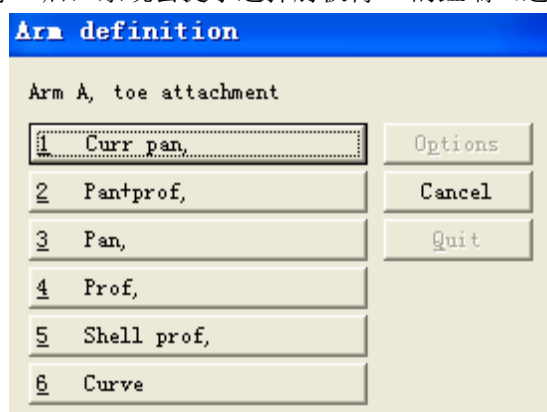 Arm definition
Arm A, toe attachment
1 Curr pan,
Options
2 Pan+prof,
Cancel
3 Pan,
Quit
4 Prof,
5 Shell prof,
6 Curve